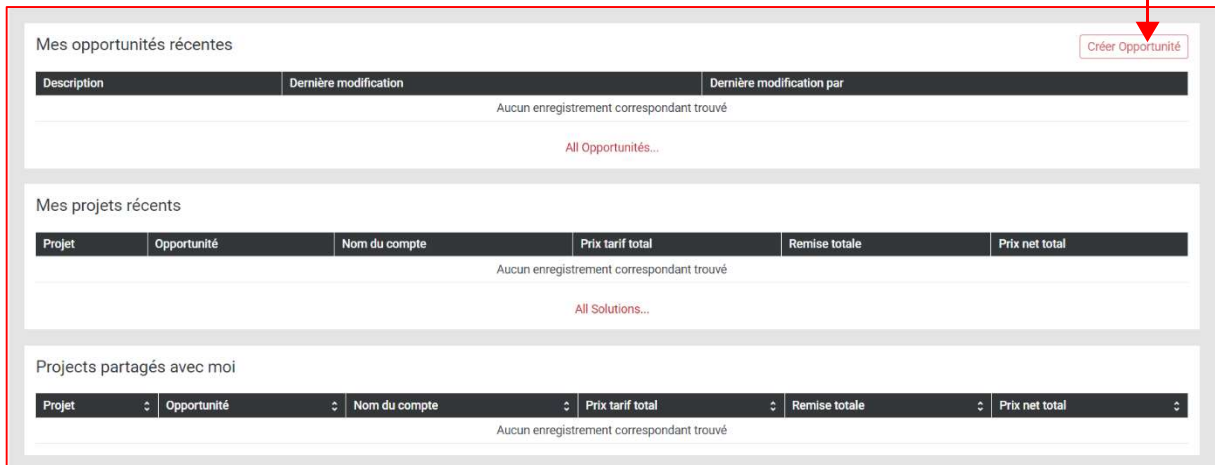 Mes opportunités récentes
Créer Opportunité
Description Dernière modification Dernière modification par
Aucun enregistrement correspondant trouvé
All Opportunités...
Mes projets récents
Projet Opportunité Nom du compte Prix tarif total Remise totale Prix net total
Aucun enregistrement correspondant trouvé
All Solutions...
Projects partagés avec moi
Projet Opportunité Nom du compte Prix tarif total Remise totale Prix net total
Aucun enregistrement correspondant trouvé